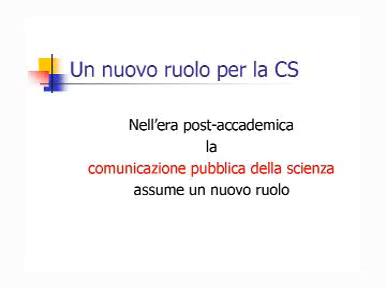 Un nuovo ruolo per la CS
Nell'era post-accademica
la
comunicazione pubblica della scienza
assume un nuovo ruolo